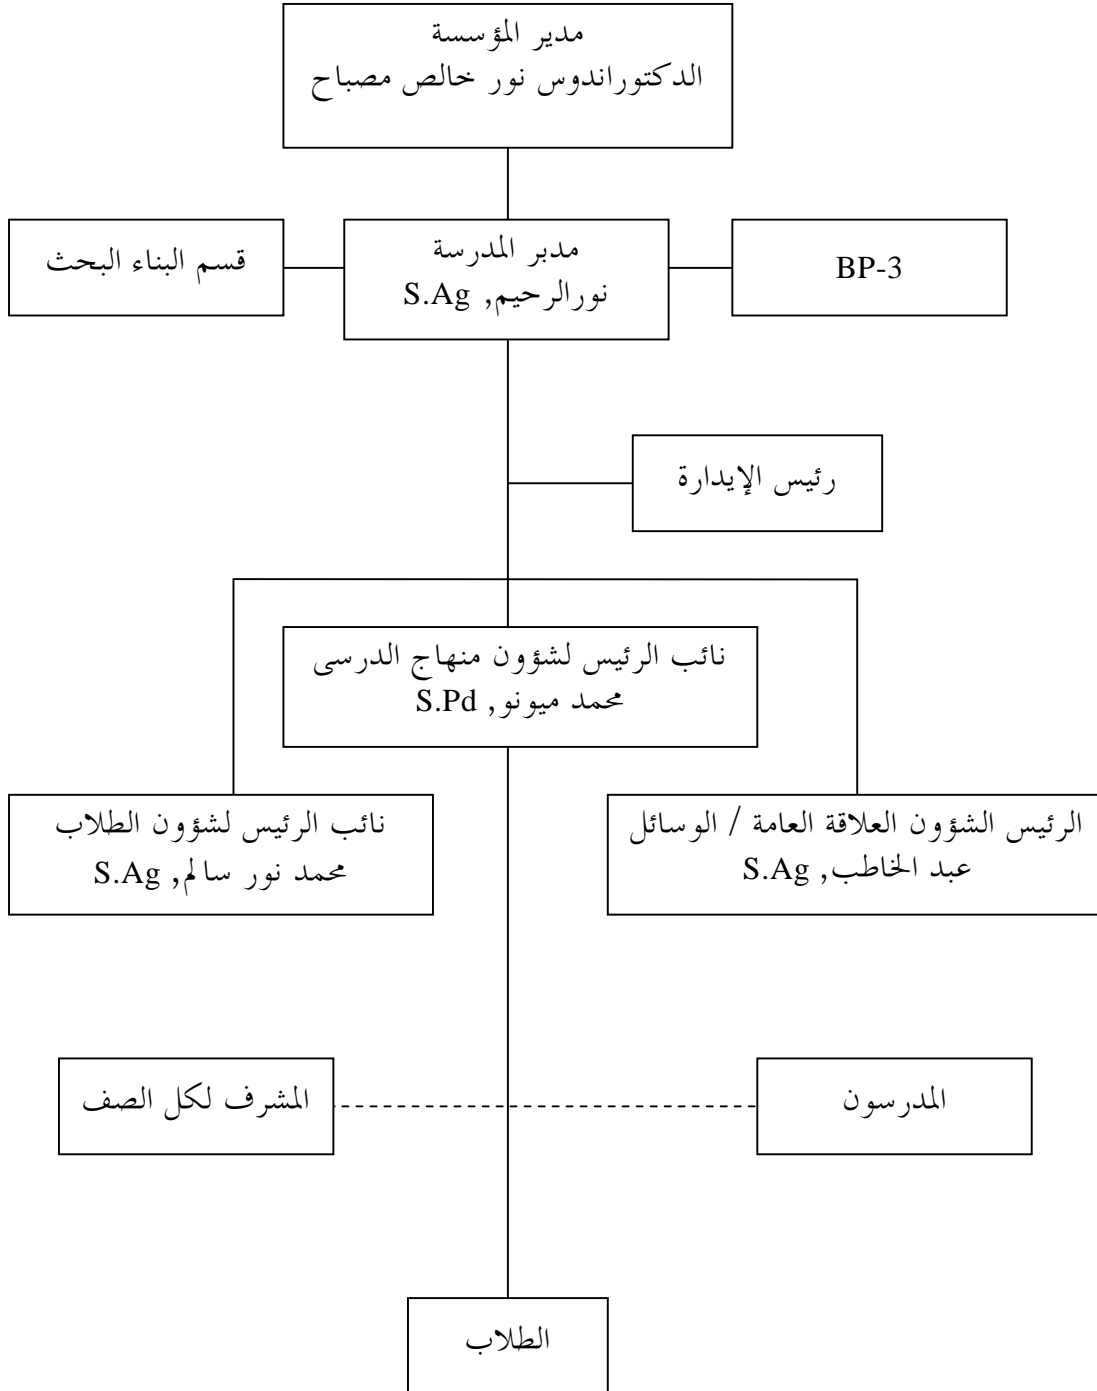 مدير المؤسسة
الدكتوراندوس نور خالص مصباح
BP-3
مدبر المدرسة
نورالرحيم, S.Ag
قسم البناء البحث
رئيس الإيدارة
نائب الرئيس لشؤون منهاج الدرسى
محمد ميونو, S.Pd
الرئيس الشؤون العلاقة العامة / الوسائل
عبد الخاطب, S.Ag
نائب الرئيس لشؤون الطلاب
محمد نور سالم, S.Ag
المدرسون
المشرف لكل الصف
الطلاب